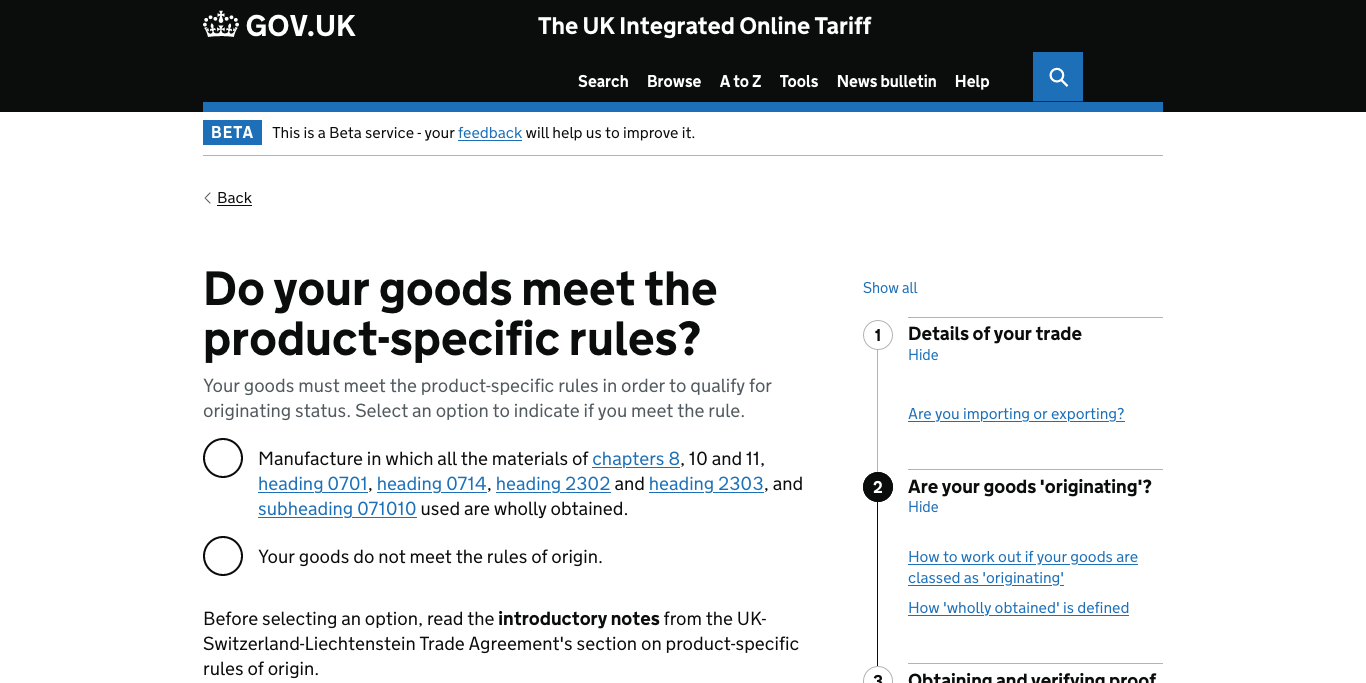 GOV.UK
The UK Integrated Online Tariff
Search Browse A to Z Tools News bulletin Help
BETA This is a Beta service - your feedback will help us to improve it.
Back
Do your goods meet the
product-specific rules?
Your goods must meet the product-specific rules in order to qualify for
originating status. Select an option to indicate if you meet the rule.
Manufacture in which all the materials of chapters 8, 10 and 11,
heading 0701, heading 0714, heading 2302 and heading 2303, and
subheading 071010 used are wholly obtained.
Your goods do not meet the rules of origin.
Before selecting an option, read the introductory notes from the UK-
Switzerland-Liechtenstein Trade Agreement's section on product-specific
rules of origin.
Show all
1 Details of your trade
Hide
Are you importing or exporting?
2 Are your goods 'originating'?
Hide
How to work out if your goods are
classed as 'originating'
How 'wholly obtained' is defined
3 Obtaining and verifying proof